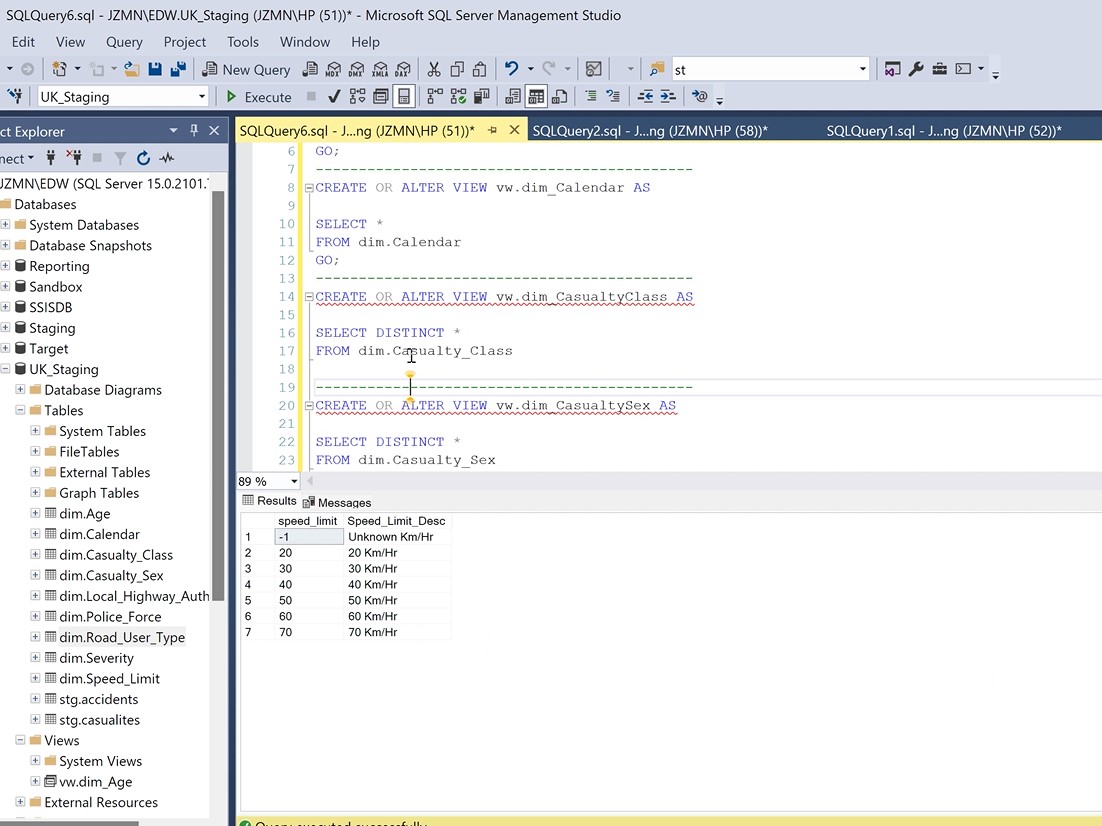 SQLQuery6.sql - JZMN\EDW.UK_Staging (JZMN\HP (51))* - Microsoft SQL Server Management Studio
Edit View Query Project Tools Window Help
New Query MDX DMX XMLA DAX st
UK_Staging Execute
ct Explorer
SQLQuery6.sql - J...ng (JZMN\HP (51))* SQLQuery2.sql - J...ng (JZMN\HP (58))* SQLQuery1.sql - J...ng (JZMN\HP (52))*
nect
JZMN\EDW (SQL Server 15.0.2101.
Databases
System Databases
Database Snapshots
Reporting
Sandbox
SSISDB
Staging
Target
UK_Staging
Database Diagrams
Tables
System Tables
FileTables
External Tables
Graph Tables
dim.Age
dim.Calendar
dim.Casualty_Class
dim.Casualty_Sex
dim.Local_Highway_Auth
dim.Police_Force
dim.Road_User_Type
dim.Severity
dim.Speed_Limit
stg.accidents
stg.casualites
Views
System Views
vw.dim_Age
External Resources
6 GO;
7 --------------------------------------------
8 CREATE OR ALTER VIEW vw.dim_Calendar AS
9
10 SELECT *
11 FROM dim.Calendar
12 GO;
13 --------------------------------------------
14 CREATE OR ALTER VIEW vw.dim_CasualtyClass AS
15
16 SELECT DISTINCT *
17 FROM dim.Casualty_Class
18
19 --------------------------------------------
20 CREATE OR ALTER VIEW vw.dim_CasualtySex AS
21
22 SELECT DISTINCT *
23 FROM dim.Casualty_Sex
89 %
Results Messages
speed_limit Speed_Limit_Desc
1 -1 Unknown Km/Hr
2 20 20 Km/Hr
3 30 30 Km/Hr
4 40 40 Km/Hr
5 50 50 Km/Hr
6 60 60 Km/Hr
7 70 70 Km/Hr
Query executed successfully